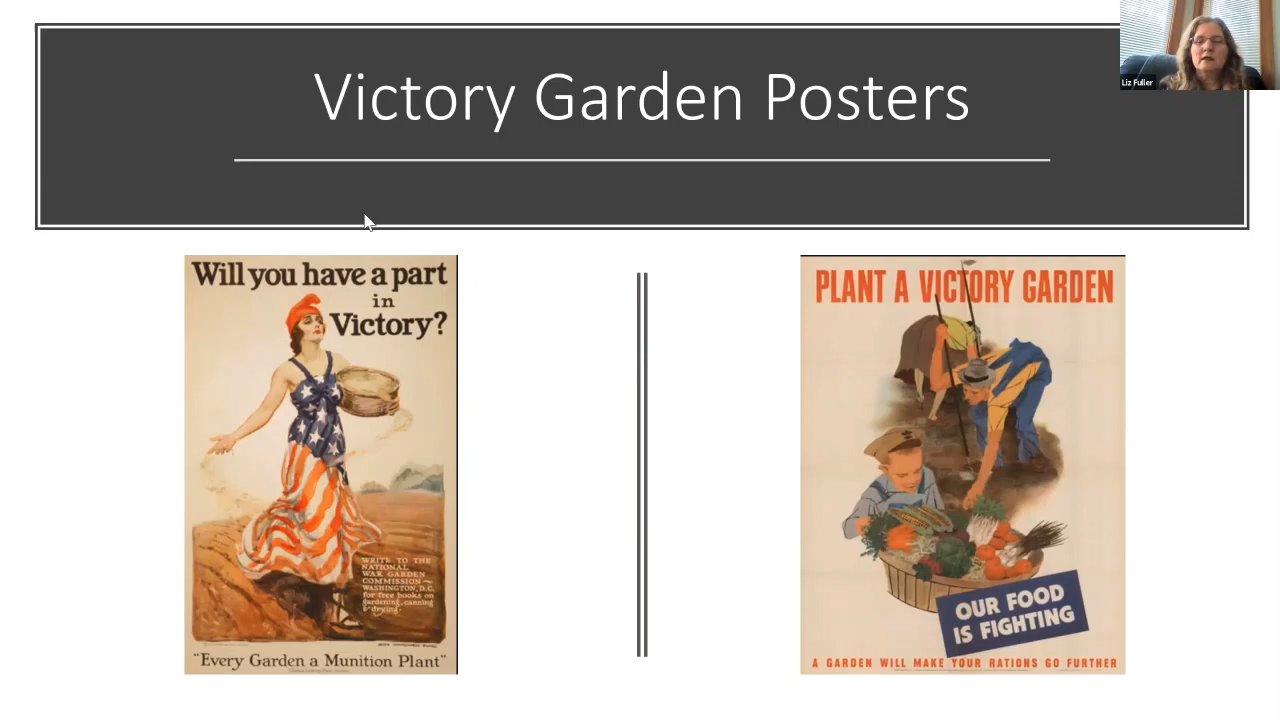 Victory Garden Posters
Liz Fuller
Will you have a part
in
Victory?
WRITE TO THE
NATIONAL
WAR GARDEN
COMMISSION—
WASHINGTON, D.C.
for free books on
gardening, canning
& drying.
"Every Garden a Munition Plant"
PLANT A VICTORY GARDEN
OUR FOOD
IS FIGHTING
A GARDEN WILL MAKE YOUR RATIONS GO FURTHER